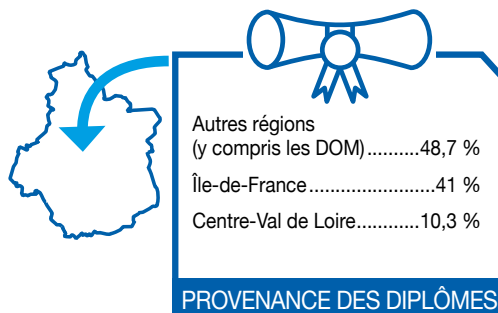 Autres régions
(y compris les DOM)..........48,7 %
Île-de-France........................41 %
Centre-Val de Loire............10,3 %
PROVENANCE DES DIPLÔMES